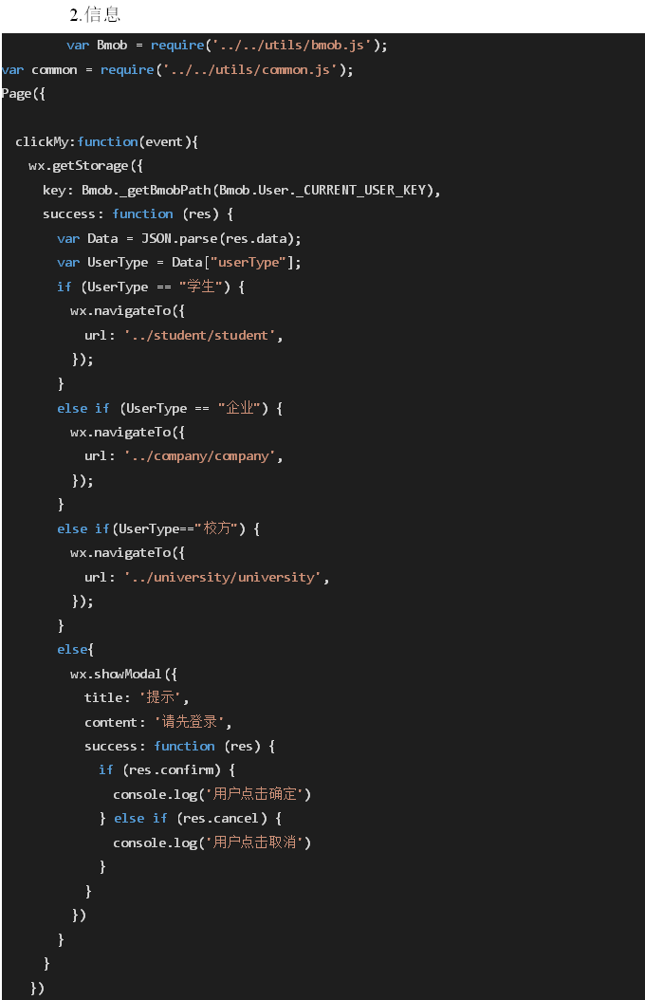 2.信息
var Bmob = require('../../utils/bmob.js');
var common = require('../../utils/common.js');
Page({
clickMy:function(event){
wx.getStorage({
key: Bmob._getBmobPath(Bmob.User._CURRENT_USER_KEY),
success: function (res) {
var Data = JSON.parse(res.data);
var UserType = Data["userType"];
if (UserType == "学生") {
wx.navigateTo({
url: '../student/student',
});
}
else if (UserType == "企业") {
wx.navigateTo({
url: '../company/company',
});
}
else if(UserType=="校方") {
wx.navigateTo({
url: '../university/university',
});
}
else{
wx.showModal({
title: '提示',
content: '请先登录',
success: function (res) {
if (res.confirm) {
console.log('用户点击确定')
} else if (res.cancel) {
console.log('用户点击取消')
}
}
})
}
}
})